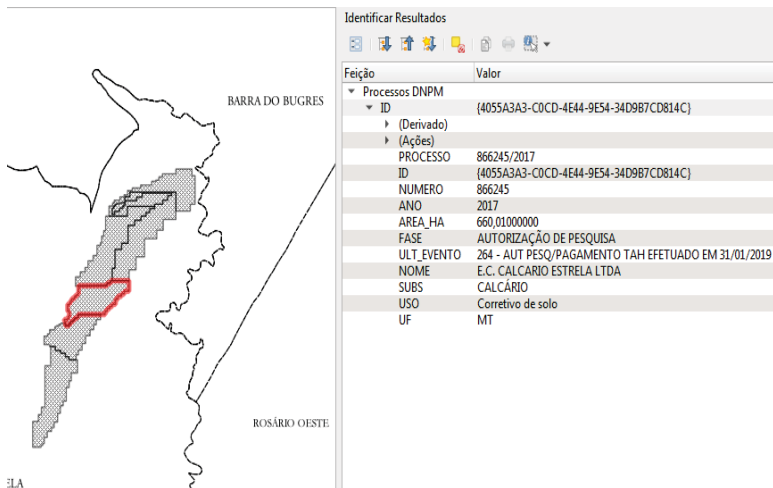 BARRA DO BUGRES
ROSÁRIO OESTE
ELA
Identificar Resultados
Feição Valor
Processos DNPM
ID {4055A3A3-C0CD-4E44-9E54-34D9B7CD814C}
(Derivado)
(Ações)
PROCESSO 866245/2017
ID {4055A3A3-C0CD-4E44-9E54-34D9B7CD814C}
NUMERO 866245
ANO 2017
AREA_HA 660,01000000
FASE AUTORIZAÇÃO DE PESQUISA
ULT_EVENTO 264 - AUT PESQ/PAGAMENTO TAH EFETUADO EM 31/01/2019
NOME E.C. CALCARIO ESTRELA LTDA
SUBS CALCÁRIO
USO Corretivo de solo
UF MT